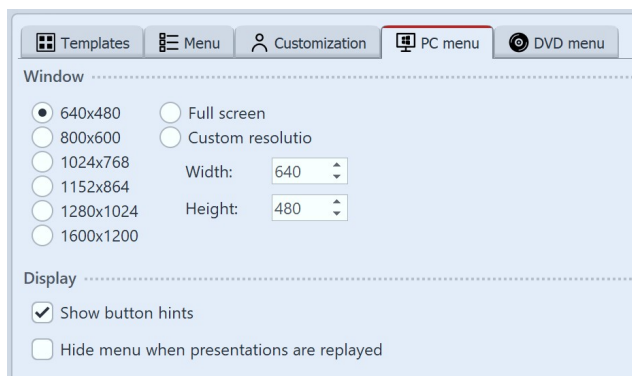 Templates Menu Customization PC menu DVD menu
Window
640x480 Full screen
800x600 Custom resolutio
1024x768 Width: 640
1152x864
1280x1024 Height: 480
1600x1200
Display
Show button hints
Hide menu when presentations are replayed